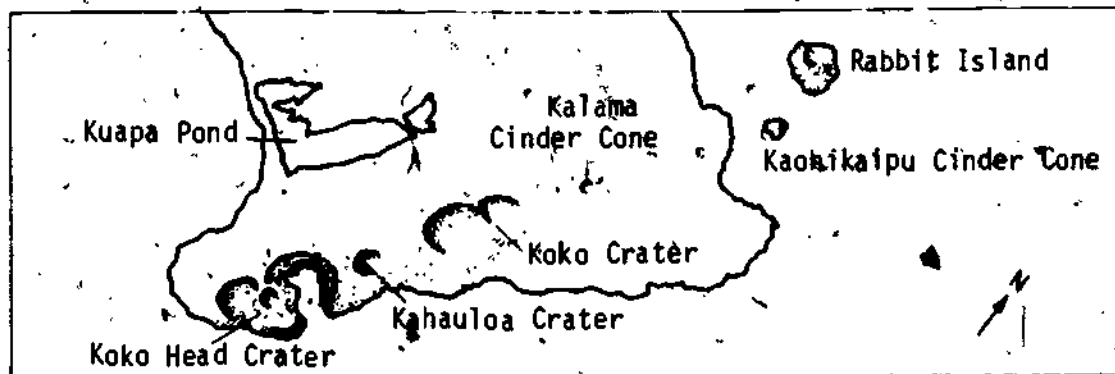 Rabbit Island
Kalama
Cinder Cone
Kuapa Pond
Kaohikaipu Cinder Cone
Koko Crater
Kahauloa Crater
Koko Head Crater
N